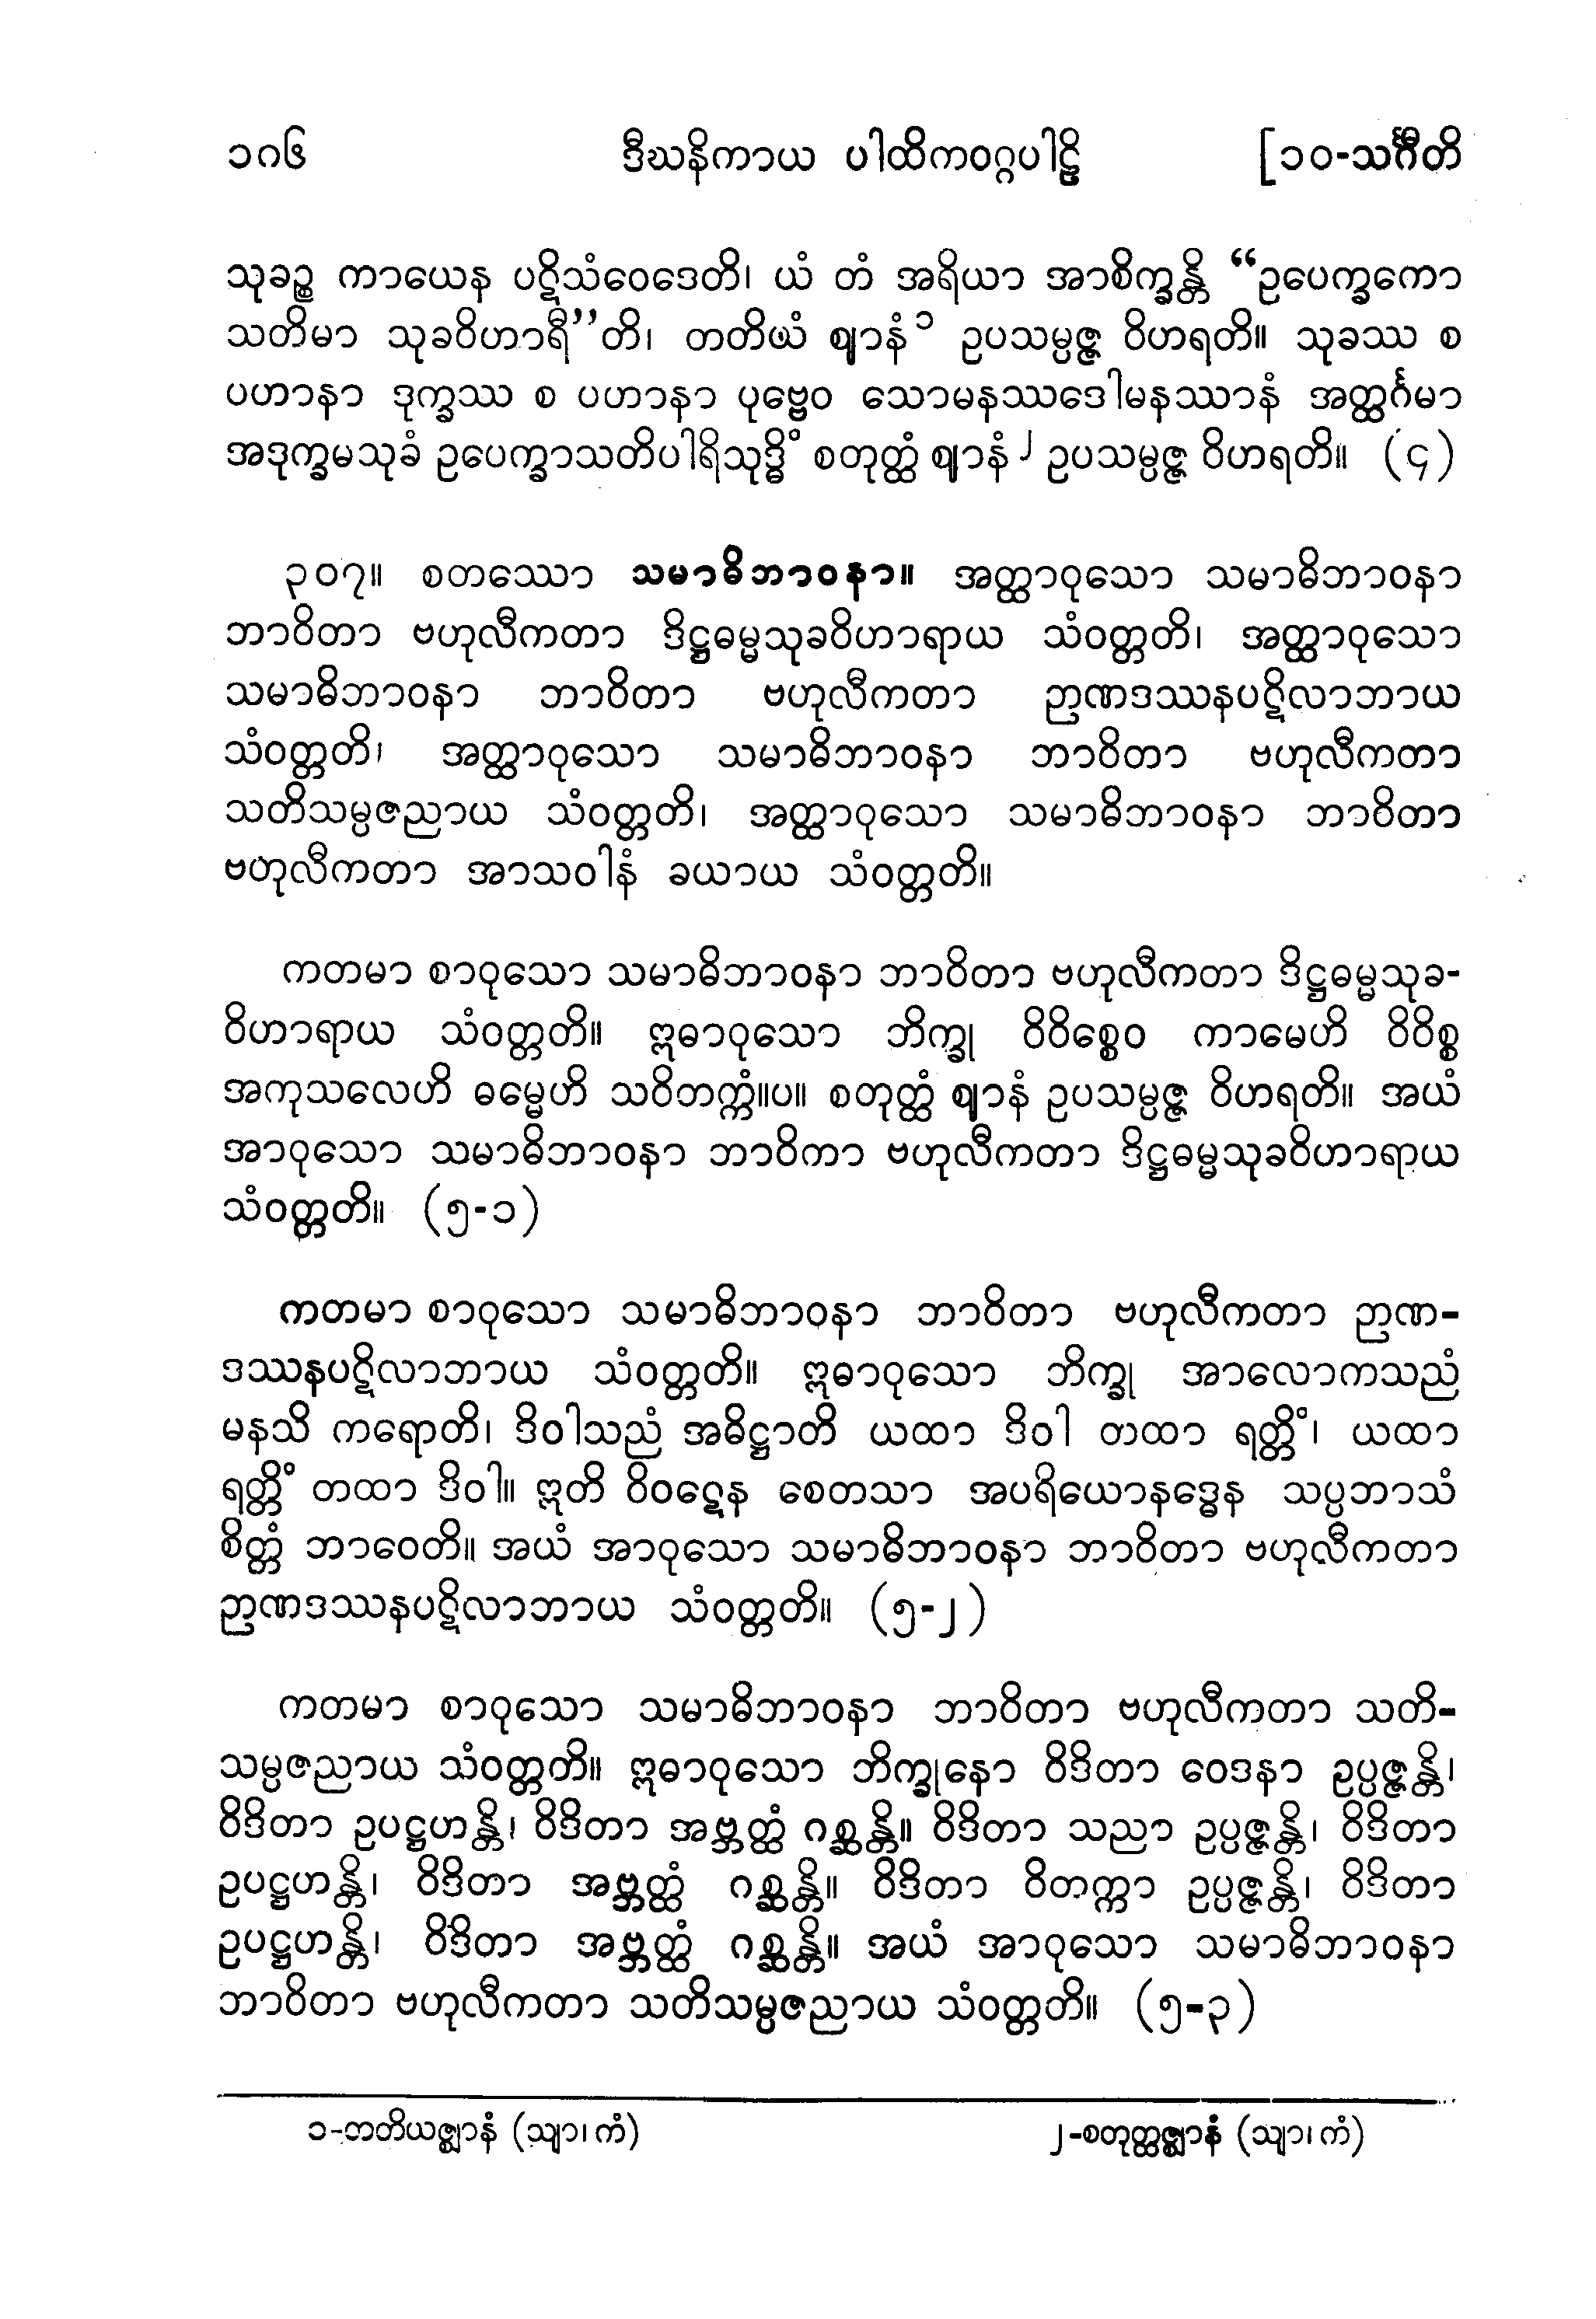 ၁၈၆ ဒီဃနိကာယ ပါထိကဝဂ္ဂပါဠိ [၁၀-သင်္ဂီတိ
သုခဉ္စ ကာယေန ပဋိသံဝေဒေတိ၊ ယံ တံ အရိယာ အာစိက္ခန္တိ “ဥပေက္ခကော
သတိမာ သုခဝိဟာရီ”တိ၊ တတိယံ ဈာနံ၁ ဥပသမ္ပဇ္ဇ ဝိဟရတိ။ သုခဿ စ
ပဟာနာ ဒုက္ခဿ စ ပဟာနာ ပုဗ္ဗေဝ သောမနဿဒေါမနဿာနံ အတ္ထင်္ဂမာ
အဒုက္ခမသုခံ ဥပေက္ခာသတိပါရိသုဒ္ဓိံ စတုတ္ထံ ဈာနံ၂ ဥပသမ္ပဇ္ဇ ဝိဟရတိ။ (၄)
၃၀၇။ စတဿော သမာဓိဘာဝနာ။ အတ္ထာဝုသော သမာဓိဘာဝနာ
ဘာဝိတာ ဗဟုလီကတာ ဒိဋ္ဌဓမ္မသုခဝိဟာရာယ သံဝတ္တတိ၊ အတ္ထာဝုသော
သမာဓိဘာဝနာ ဘာဝိတာ ဗဟုလီကတာ ဉာဏဒဿနပဋိလာဘာယ
သံဝတ္တတိ၊ အတ္ထာဝုသော သမာဓိဘာဝနာ ဘာဝိတာ ဗဟုလီကတာ
သတိသမ္ပဇညာယ သံဝတ္တတိ၊ အတ္ထာဝုသော သမာဓိဘာဝနာ ဘာဝိတာ
ဗဟုလီကတာ အာသဝါနံ ခယာယ သံဝတ္တတိ။
ကတမာ စာဝုသော သမာဓိဘာဝနာ ဘာဝိတာ ဗဟုလီကတာ ဒိဋ္ဌဓမ္မသုခ-
ဝိဟာရာယ သံဝတ္တတိ။ ဣဓာဝုသော ဘိက္ခု ဝိဝိစ္စေဝ ကာမေဟိ ဝိဝိစ္စ
အကုသလေဟိ ဓမ္မေဟိ သဝိတက္ကံ။ပ။ စတုတ္ထံ ဈာနံ ဥပသမ္ပဇ္ဇ ဝိဟရတိ။ အယံ
အာဝုသော သမာဓိဘာဝနာ ဘာဝိကာ ဗဟုလီကတာ ဒိဋ္ဌဓမ္မသုခဝိဟာရာယ
သံဝတ္တတိ။ (၅-၁)
ကတမာ စာဝုသော သမာဓိဘာဝနာ ဘာဝိတာ ဗဟုလီကတာ ဉာဏ-
ဒဿနပဋိလာဘာယ သံဝတ္တတိ။ ဣဓာဝုသော ဘိက္ခု အာလောကသညံ
မနသိ ကရောတိ၊ ဒိဝါသညံ အဓိဋ္ဌာတိ ယထာ ဒိဝါ တထာ ရတ္တိံ၊ ယထာ
ရတ္တိံ တထာ ဒိဝါ။ ဣတိ ဝိဝဋေန စေတသာ အပရိယောနဒ္ဓေန သပ္ပဘာသံ
စိတ္တံ ဘာဝေတိ။ အယံ အာဝုသော သမာဓိဘာဝနာ ဘာဝိတာ ဗဟုလီကတာ
ဉာဏဒဿနပဋိလာဘာယ သံဝတ္တတိ။ (၅-၂)
ကတမာ စာဝုသော သမာဓိဘာဝနာ ဘာဝိတာ ဗဟုလီကတာ သတိ-
သမ္ပဇညာယ သံဝတ္တတိ။ ဣဓာဝုသော ဘိက္ခုနော ဝိဒိတာ ဝေဒနာ ဥပ္ပဇ္ဇန္တိ၊
ဝိဒိတာ ဥပဋ္ဌဟန္တိ၊ ဝိဒိတာ အဗ္ဘတ္ထံ ဂစ္ဆန္တိ။ ဝိဒိတာ သညာ ဥပ္ပဇ္ဇန္တိ၊ ဝိဒိတာ
ဥပဋ္ဌဟန္တိ၊ ဝိဒိတာ အဗ္ဘတ္ထံ ဂစ္ဆန္တိ။ ဝိဒိတာ ဝိတက္ကာ ဥပ္ပဇ္ဇန္တိ၊ ဝိဒိတာ
ဥပဋ္ဌဟန္တိ၊ ဝိဒိတာ အဗ္ဘတ္ထံ ဂစ္ဆန္တိ။ အယံ အာဝုသော သမာဓိဘာဝနာ
ဘာဝိတာ ဗဟုလီကတာ သတိသမ္ပဇညာယ သံဝတ္တတိ။ (၅-၃)
၁-တတိယဇ္ဈာနံ (သျာ၊ ကံ) ၂-စတုတ္ထဇ္ဈာနံ (သျာ၊ ကံ)